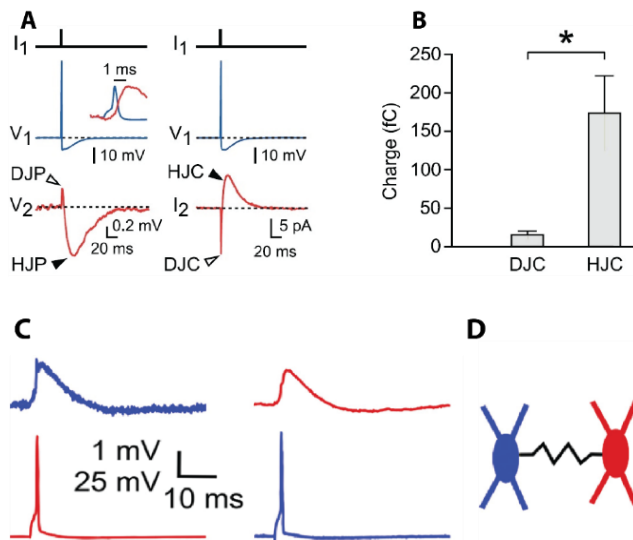 A
I1
I1
1 ms
V1
10 mV
V1
10 mV
DJP
HJC
V2
0.2 mV
20 ms
I2
5 pA
20 ms
HJP
DJC
B
*
Charge (fC)
250
200
150
100
50
0
DJC
HJC
C
1 mV
25 mV
10 ms
D